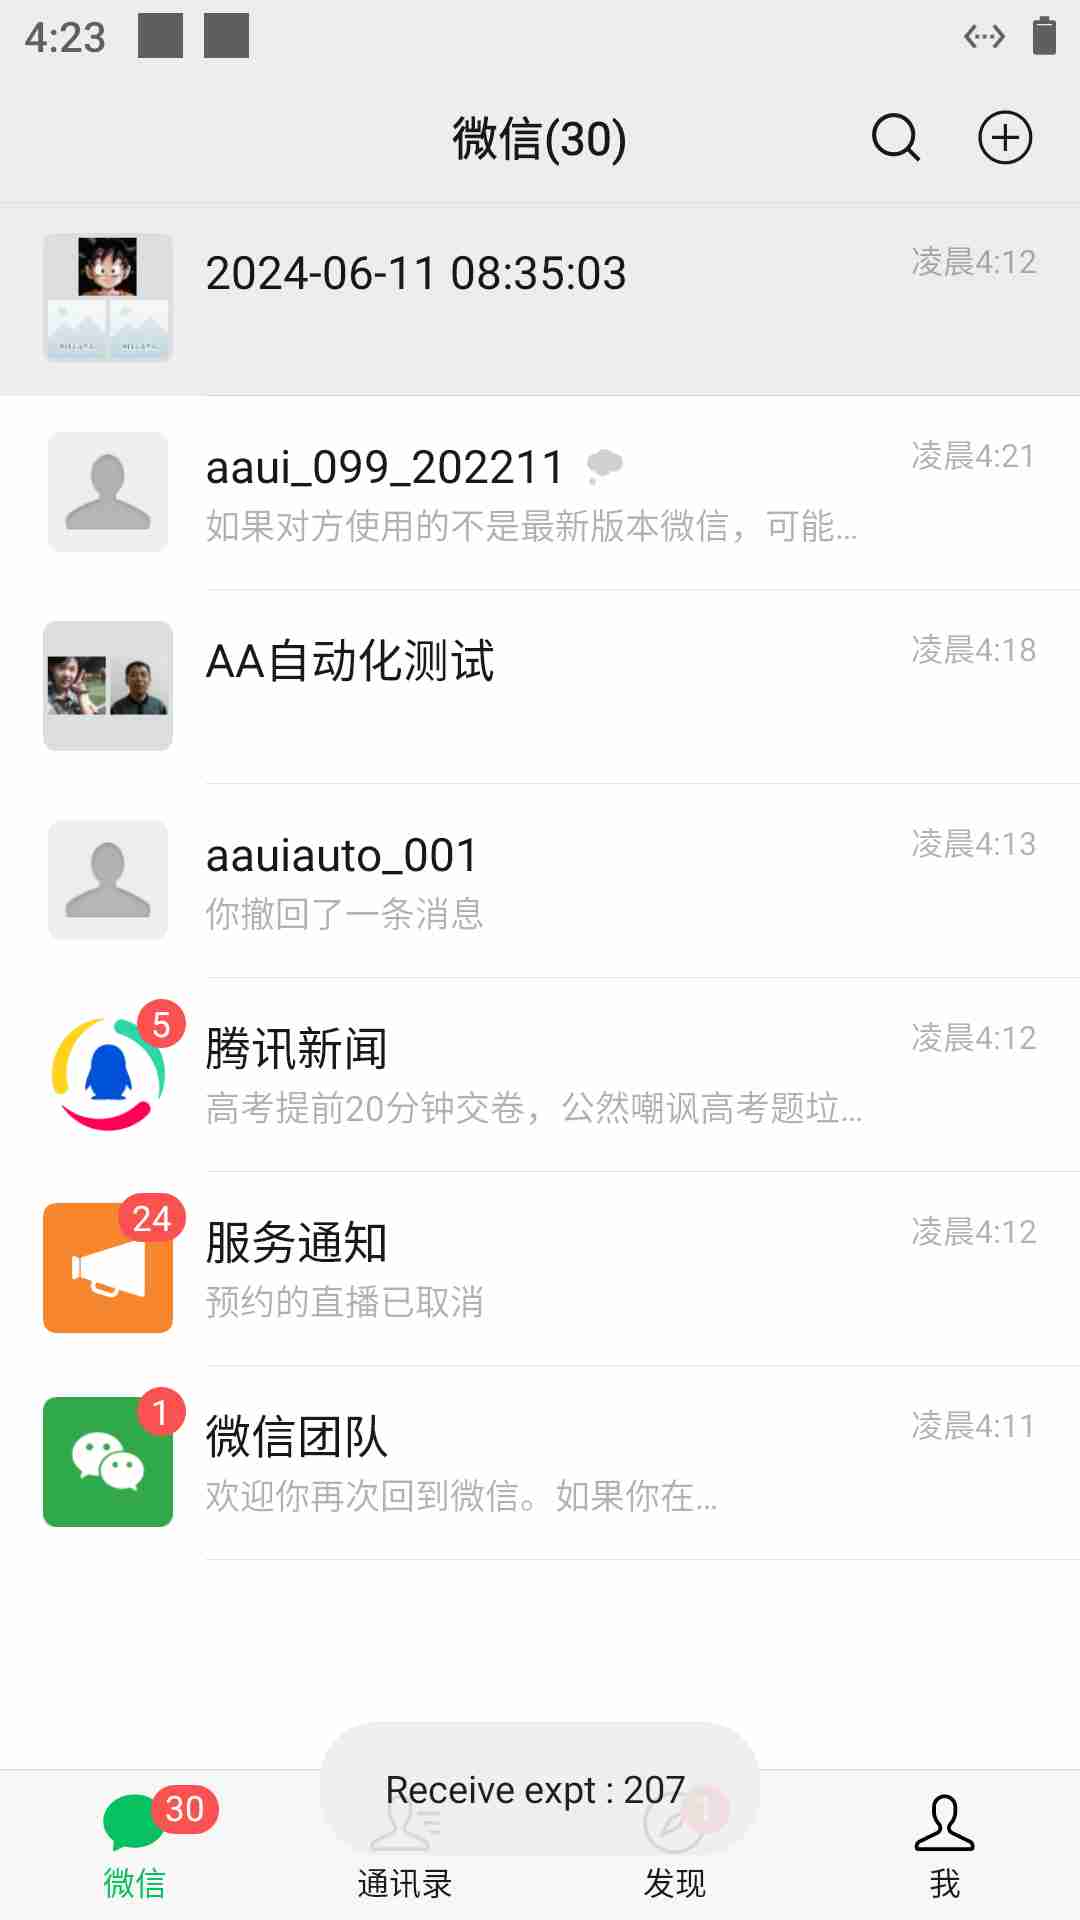 4:23
微信(30)
2024-06-11 08:35:03
凌晨4:12
aaui_099_202211
凌晨4:21
如果对方使用的不是最新版本微信，可能...
AA自动化测试
凌晨4:18
aauiauto_001
凌晨4:13
你撤回了一条消息
5
腾讯新闻
凌晨4:12
高考提前20分钟交卷，公然嘲讽高考题垃...
24
服务通知
凌晨4:12
预约的直播已取消
1
微信团队
凌晨4:11
欢迎你再次回到微信。如果你在...
Receive expt : 207
30
1
微信
通讯录
发现
我